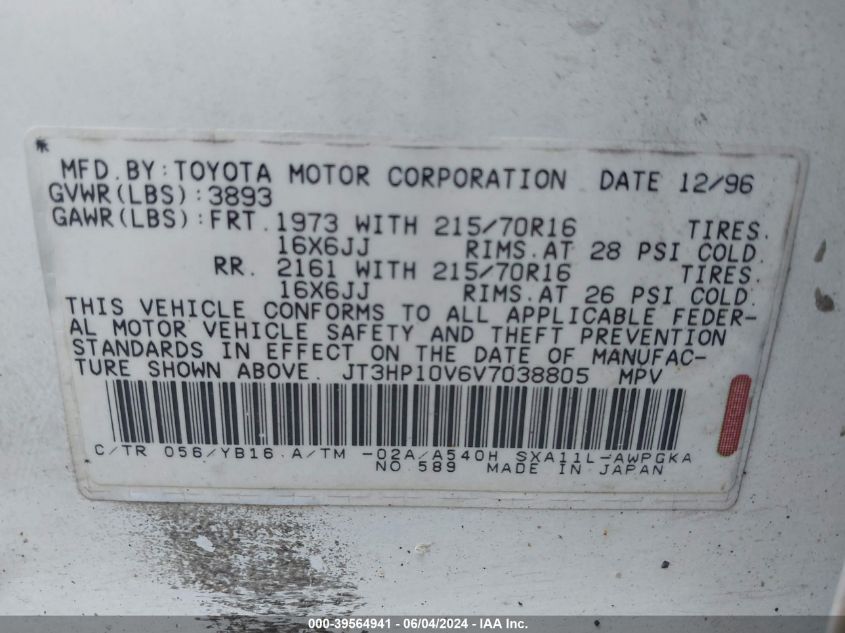 MFD. BY: TOYOTA MOTOR CORPORATION DATE 12/96
GVWR(LBS): 3893
GAWR(LBS): FRT. 1973 WITH 215/70R16 TIRES.
16X6JJ RIMS. AT 28 PSI COLD.
RR. 2161 WITH 215/70R16 TIRES.
16X6JJ RIMS. AT 26 PSI COLD.
THIS VEHICLE CONFORMS TO ALL APPLICABLE FEDER-
AL MOTOR VEHICLE SAFETY AND THEFT PREVENTION
STANDARDS IN EFFECT ON THE DATE OF MANUFAC-
TURE SHOWN ABOVE. JT3HP10V6V7038805 MPV
C/TR 056/YB16 A/TM -02A/A540H SXA11L-AWPGKA
NO 589 MADE IN JAPAN
000-39564941 - 06/04/2024 - IAA Inc.